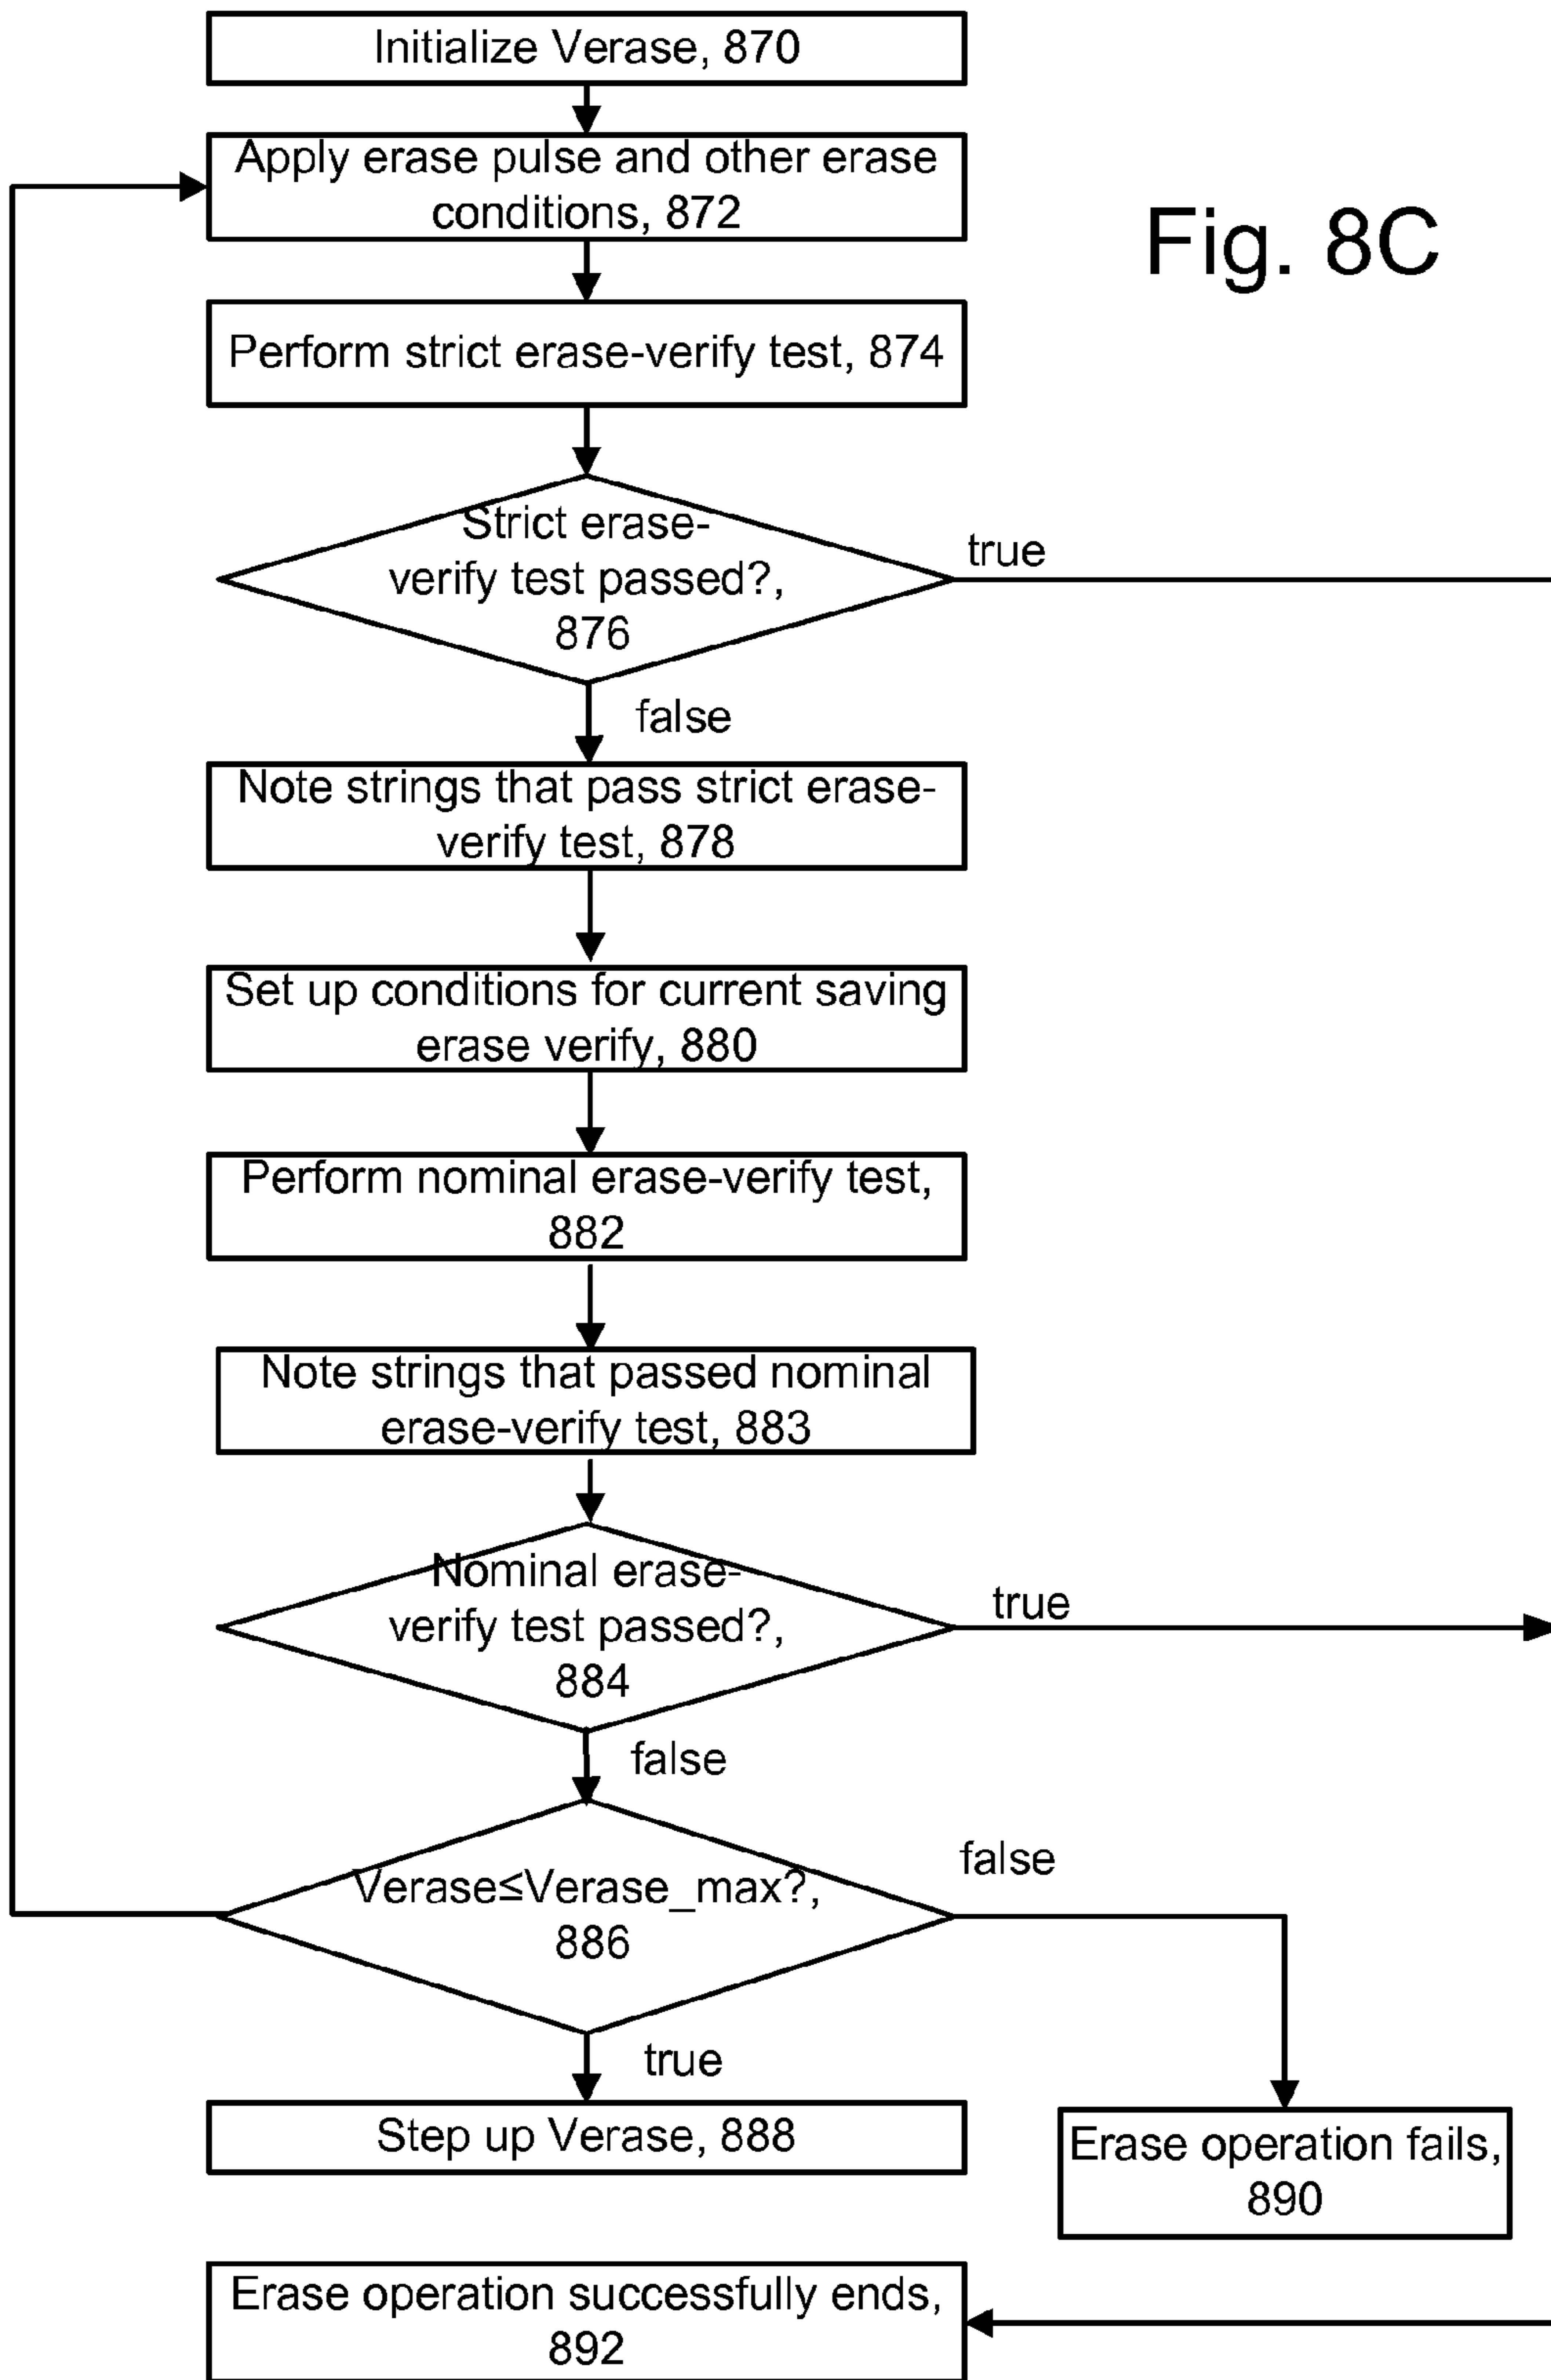 Initialize Verase, 870
Apply erase pulse and other erase
conditions, 872
Fig. 8C
Perform strict erase-verify test, 874
Strict erase-
verify test passed?,
876
true
false
Note strings that pass strict erase-
verify test, 878
Set up conditions for current saving
erase verify, 880
Perform nominal erase-verify test,
882
Note strings that passed nominal
erase-verify test, 883
Nominal erase-
verify test passed?,
884
true
false
Verase≤Verase_max?,
886
false
true
Step up Verase, 888
Erase operation fails,
890
Erase operation successfully ends,
892